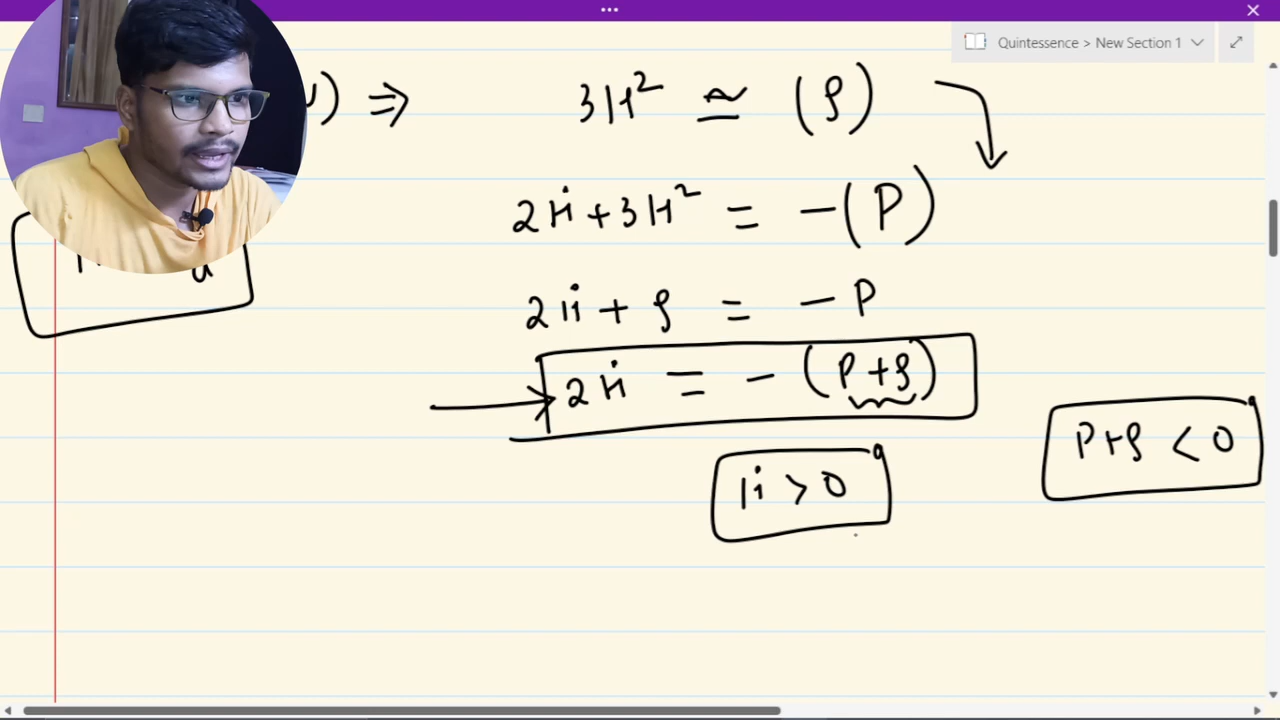 Quintessence > New Section 1
⇒ 3H² ≃ (ρ)
2Ḣ + 3H² = -(P)
2Ḣ + ρ = -P
2Ḣ = -(P+ρ)
P+ρ < 0
Ḣ > 0